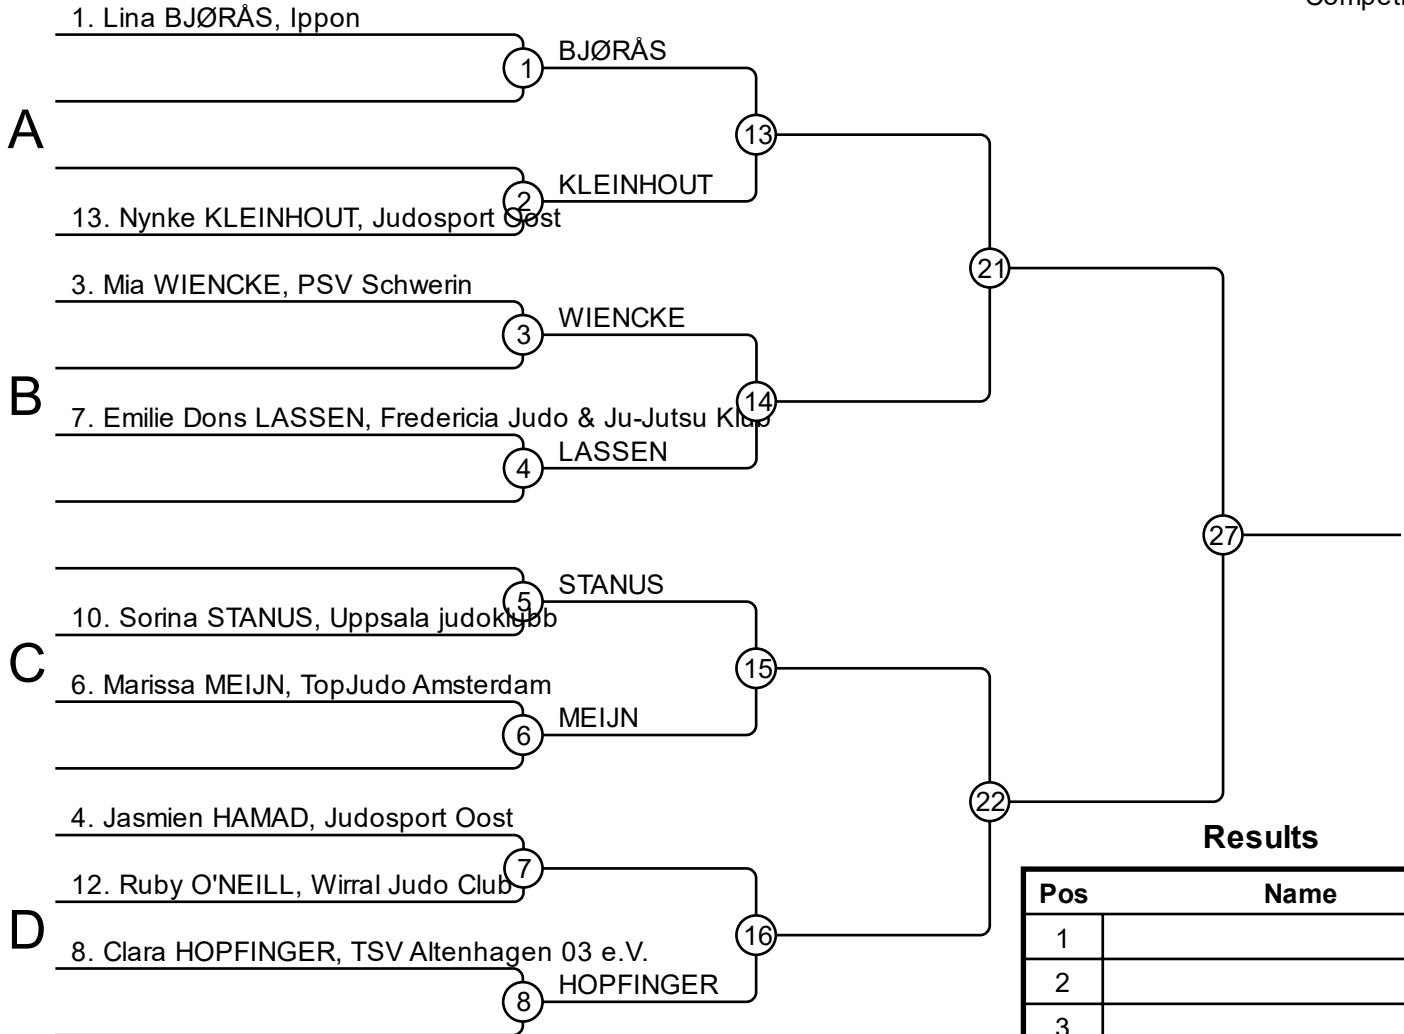 Compet
1. Lina BJØRÅS, Ippon
1
BJØRÅS
13
A
2
KLEINHOUT
13. Nynke KLEINHOUT, Judosport Oost
21
3. Mia WIENCKE, PSV Schwerin
3
WIENCKE
B
14
7. Emilie Dons LASSEN, Fredericia Judo & Ju-Jutsu Klub
4
LASSEN
27
5
STANUS
10. Sorina STANUS, Uppsala judoklubb
C
15
6. Marissa MEIJN, TopJudo Amsterdam
6
MEIJN
22
4. Jasmien HAMAD, Judosport Oost
7
12. Ruby O'NEILL, Wirral Judo Club
D
16
8. Clara HOPFINGER, TSV Altenhagen 03 e.V.
8
HOPFINGER
Results
Pos Name
1
2
3